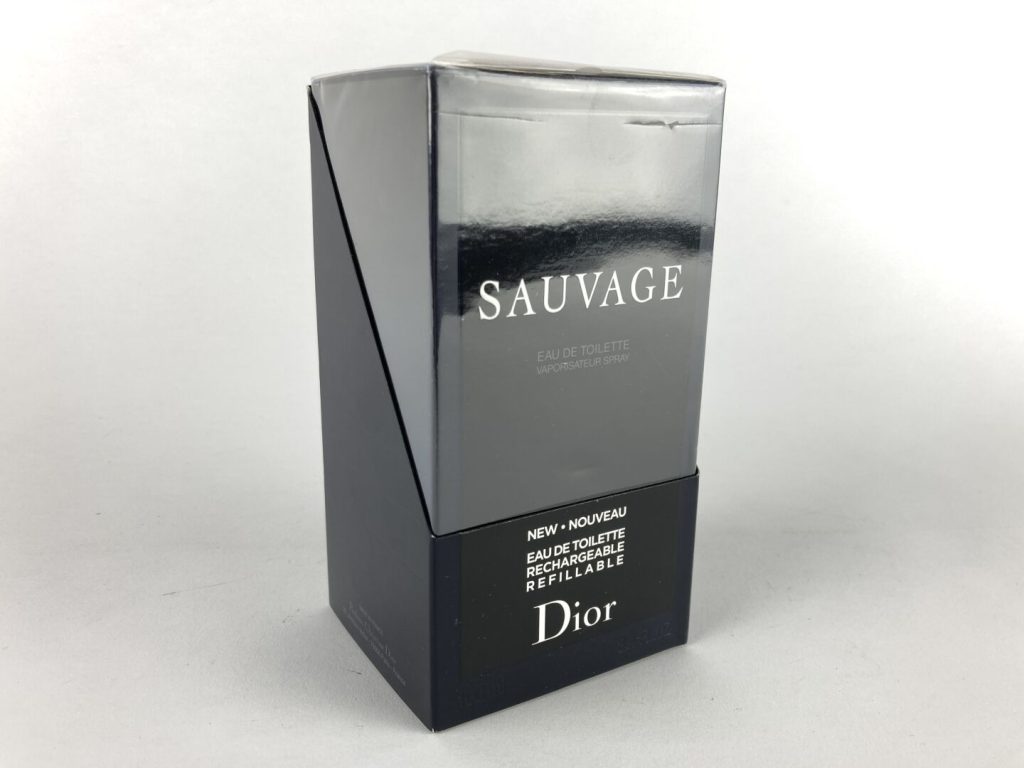 SAUVAGE
EAU DE TOILETTE
VAPORISATEUR SPRAY
NEW • NOUVEAU
EAU DE TOILETTE
RECHARGEABLE
REFILLABLE
Dior